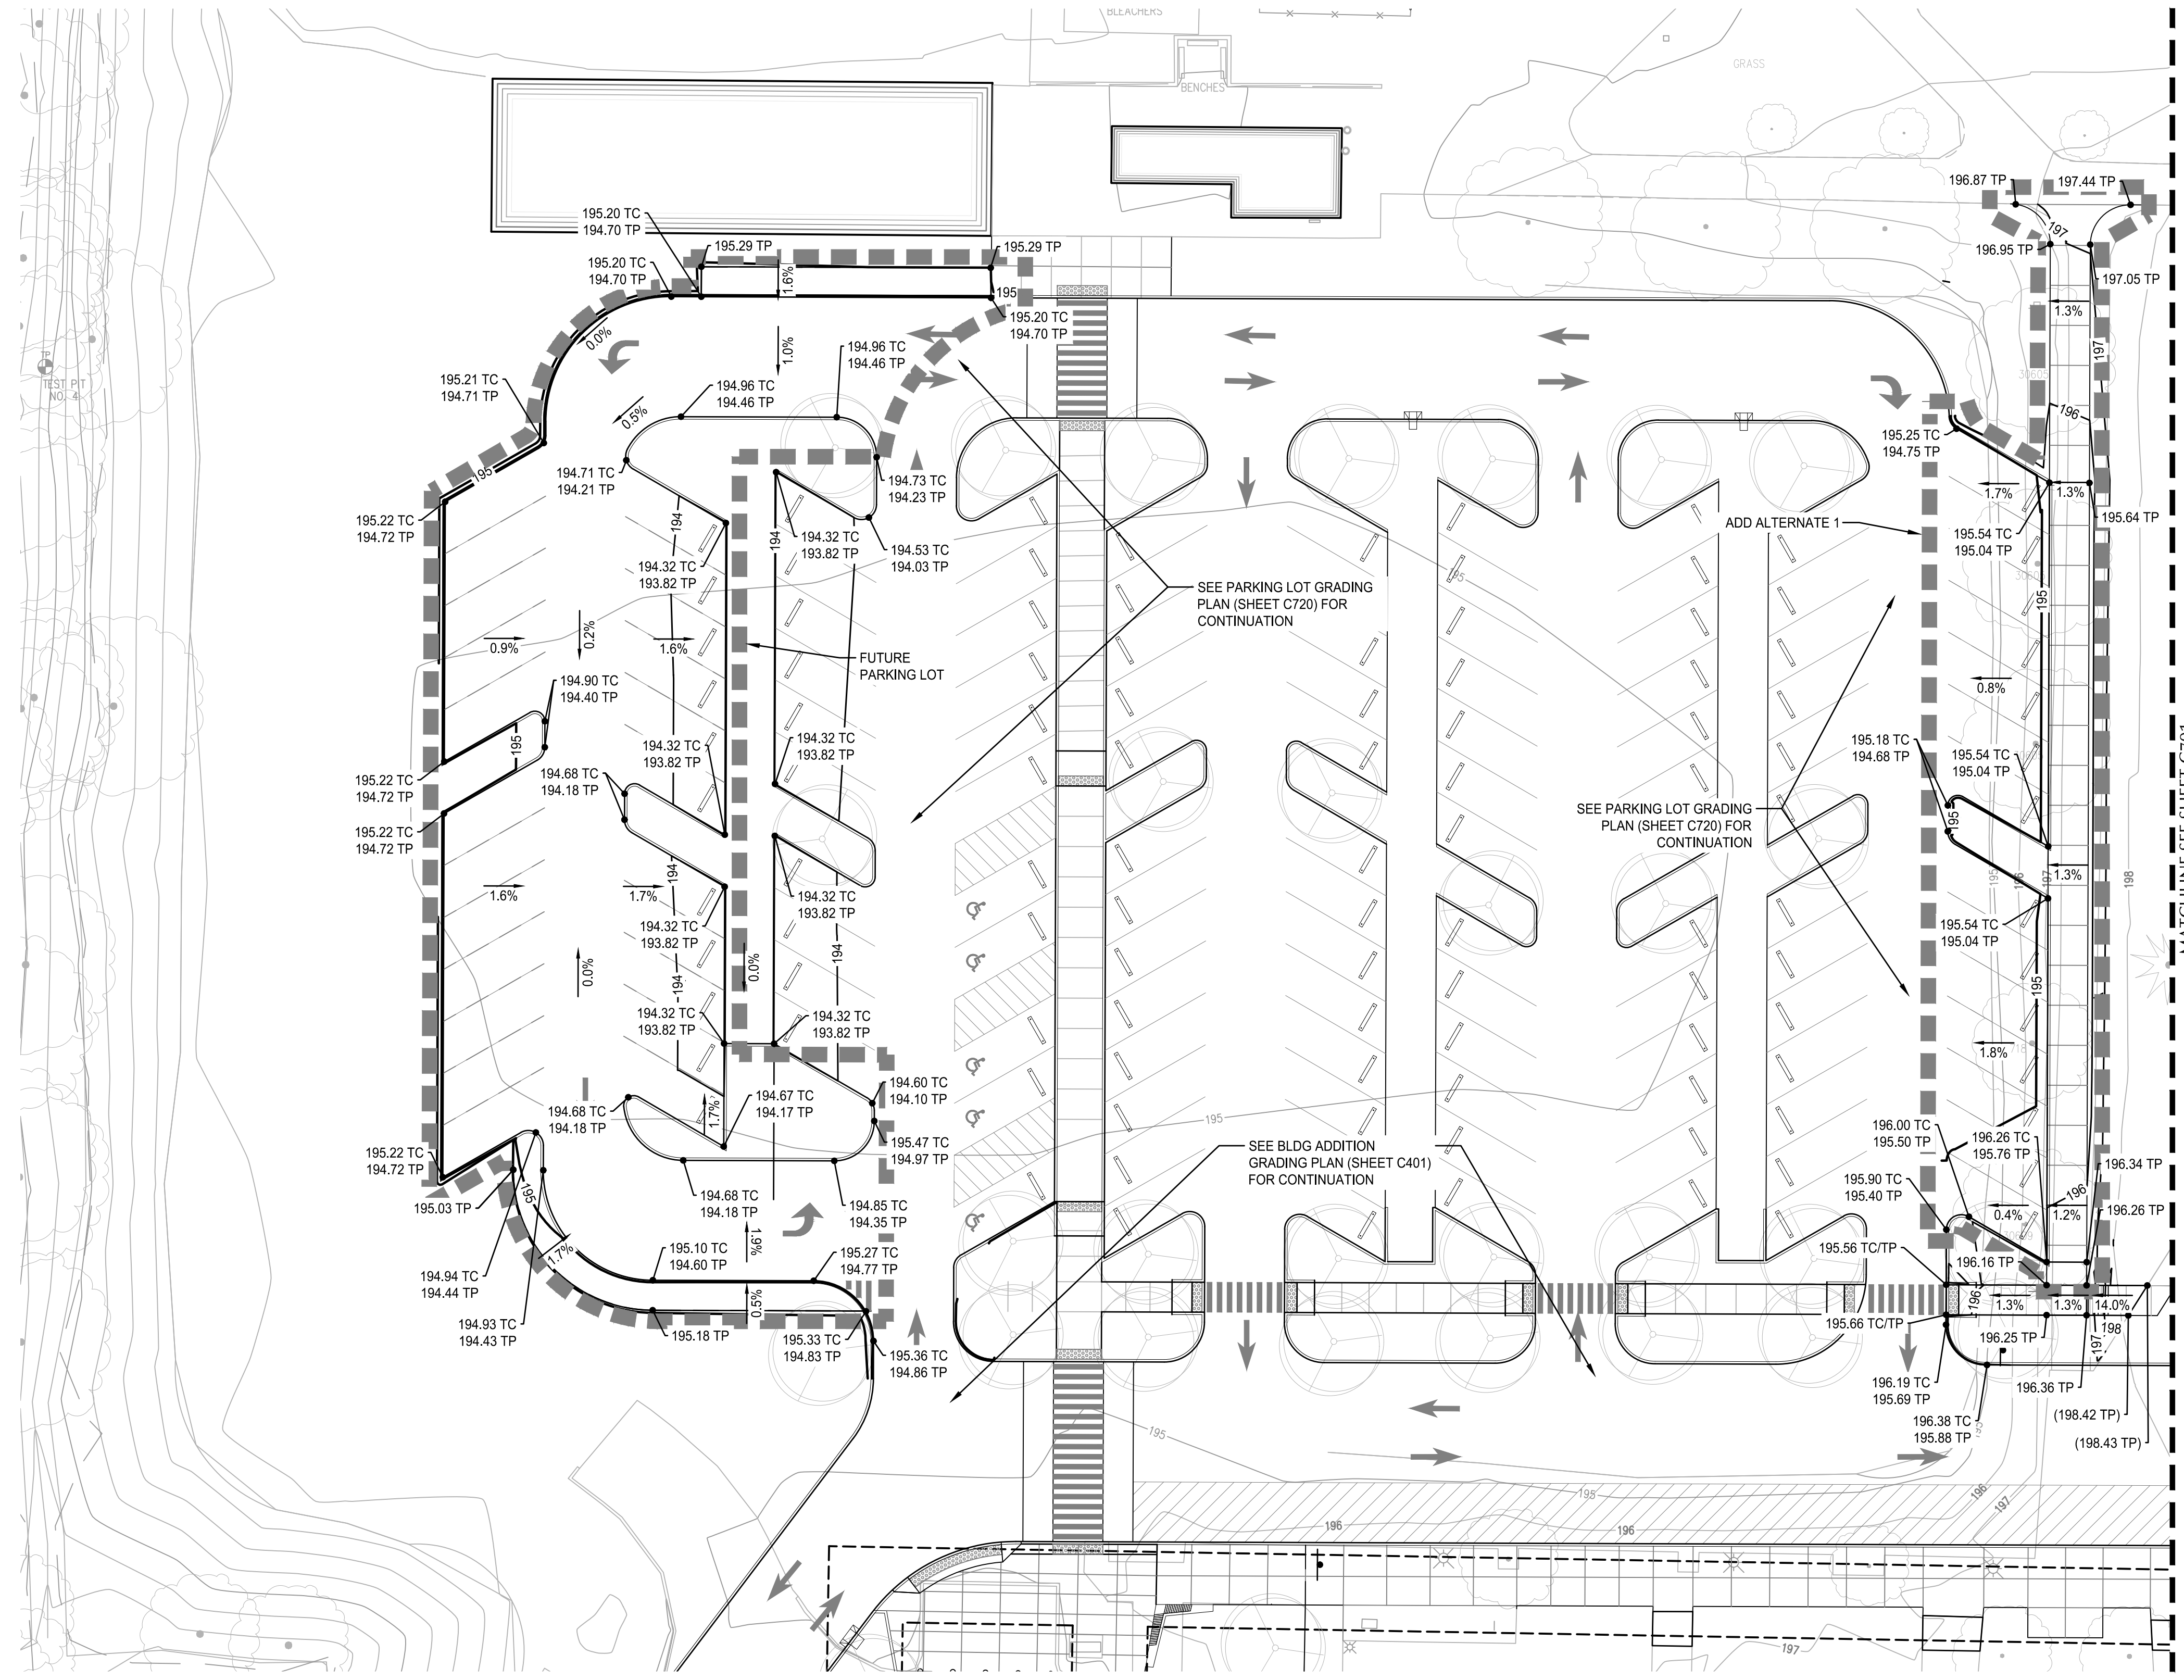 BLEACHERS
BENCHES
GRASS
196.87 TP
197.44 TP
195.20 TC
194.70 TP
197
195.29 TP
195.29 TP
196.95 TP
195.20 TC
194.70 TP
1.6%
197.05 TP
195
195.20 TC
194.70 TP
1.3%
0.0%
1.0%
194.96 TC
194.46 TP
197
TP
TEST PIT
NO. 4
195.21 TC
194.71 TP
194.96 TC
194.46 TP
30605
0.5%
196
195.25 TC
194.75 TP
195
194.71 TC
194.21 TP
194.73 TC
194.23 TP
1.7%
1.3%
195.22 TC
194.72 TP
194
194
195.64 TP
ADD ALTERNATE 1
194.32 TC
193.82 TP
194.53 TC
194.03 TP
195.54 TC
195.04 TP
194.32 TC
193.82 TP
195
SEE PARKING LOT GRADING
PLAN (SHEET C720) FOR
CONTINUATION
195
0.9%
0.2%
1.6%
FUTURE
PARKING LOT
194.90 TC
194.40 TP
0.8%
195
194.32 TC
193.82 TP
194.32 TC
193.82 TP
195.18 TC
194.68 TP
195.54 TC
195.04 TP
195.22 TC
194.72 TP
194.68 TC
194.18 TP
SEE PARKING LOT GRADING
PLAN (SHEET C720) FOR
CONTINUATION
195
195.22 TC
194.72 TP
194
1.3%
1.6%
1.7%
195
196
197
198
194.32 TC
193.82 TP
194.32 TC
193.82 TP
195.54 TC
195.04 TP
MATCHLINE SEE SHEET C701
0.0%
194
0.0%
194
195
194.32 TC
193.82 TP
194.32 TC
193.82 TP
1.8%
194.60 TC
194.10 TP
194.68 TC
194.18 TP
1.7%
194.67 TC
194.17 TP
195
196.00 TC
195.50 TP
195.47 TC
194.97 TP
SEE BLDG ADDITION
GRADING PLAN (SHEET C401)
FOR CONTINUATION
196.26 TC
195.76 TP
195.22 TC
194.72 TP
196.34 TP
195
195.90 TC
195.40 TP
196
195.03 TP
194.68 TC
194.18 TP
194.85 TC
194.35 TP
0.4%
1.2%
196.26 TP
1.9%
1.7%
195.10 TC
194.60 TP
195.27 TC
194.77 TP
195.56 TC/TP
196.16 TP
194.94 TC
194.44 TP
0.5%
196
1.3%
1.3%
14.0%
194.93 TC
194.43 TP
195.18 TP
195.33 TC
194.83 TP
195.66 TC/TP
196.25 TP
198
197
195.36 TC
194.86 TP
196.19 TC
195.69 TP
196.36 TP
196.38 TC
195.88 TP
(198.42 TP)
195
195
(198.43 TP)
195
196
197
196
196
197